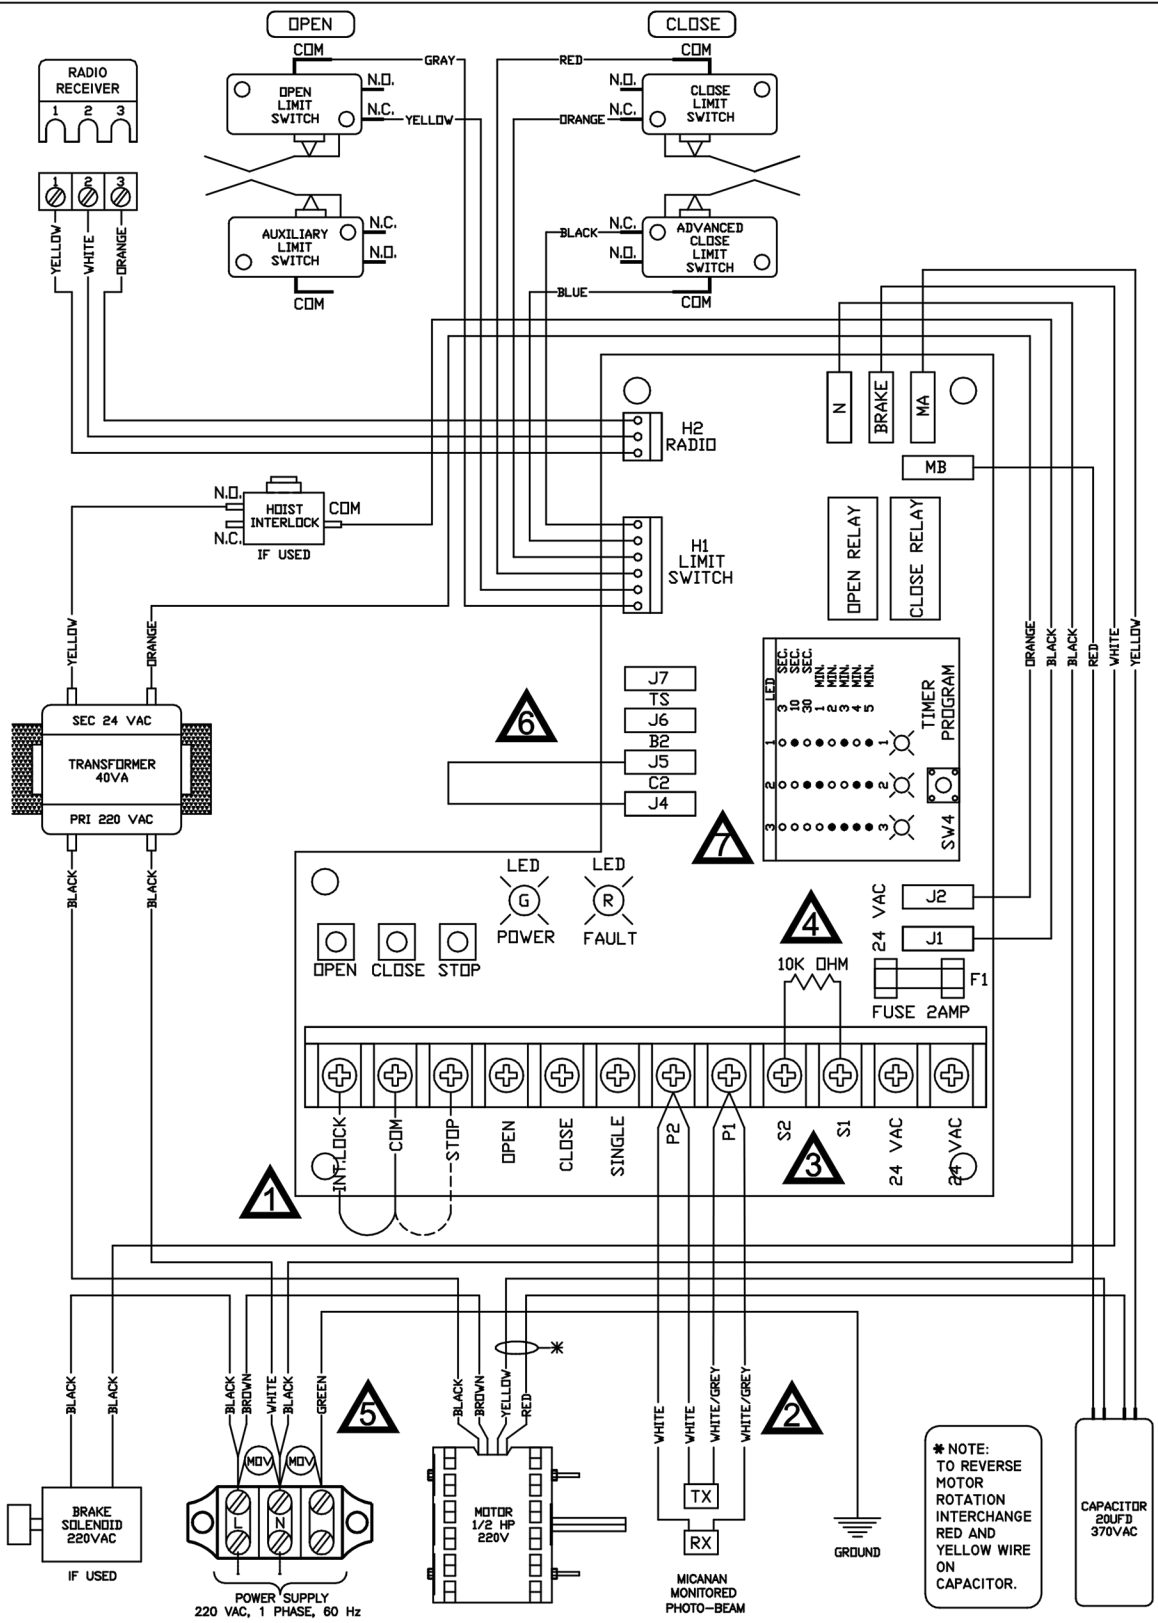 OPEN
CLOSE
COM
COM
GRAY
RED
RADIO
RECEIVER
1 2 3
OPEN
LIMIT
SWITCH
N.O.
N.C.
YELLOW
ORANGE
N.O.
N.C.
CLOSE
LIMIT
SWITCH
1 2 3
YELLOW
WHITE
ORANGE
AUXILIARY
LIMIT
SWITCH
N.C.
N.O.
COM
BLACK
BLUE
N.C.
N.O.
ADVANCED
CLOSE
LIMIT
SWITCH
COM
N
BRAKE
MA
MB
H2
RADIO
N.O.
N.C.
HOIST
INTERLOCK
COM
IF USED
H1
LIMIT
SWITCH
OPEN RELAY
CLOSE RELAY
YELLOW
ORANGE
ORANGE
BLACK
BLACK
RED
WHITE
YELLOW
J7
TS
J6
B2
J5
C2
J4
6
LED
3 SEC.
10 SEC.
30 SEC.
1 MIN.
2 MIN.
3 MIN.
4 MIN.
5 MIN.
1 1
2 2
3 3
TIMER
PROGRAM
SW4
7
SEC 24 VAC
TRANSFORMER
40VA
PRI 220 VAC
BLACK
BLACK
LED
G
POWER
LED
R
FAULT
OPEN
CLOSE
STOP
4
10K OHM
24 VAC
J2
J1
F1
FUSE 2AMP
INT.LOCK
COM
STOP
OPEN
CLOSE
SINGLE
P2
P1
S2
S1
24 VAC
24 VAC
1
3
BLACK
BLACK
BLACK
BROWN
WHITE
BLACK
GREEN
5
BLACK
BROWN
YELLOW
RED
*
WHITE
WHITE
WHITE/GREY
WHITE/GREY
2
MOV
MOV
L
N
BRAKE
SOLENOID
220VAC
IF USED
POWER SUPPLY
220 VAC, 1 PHASE, 60 Hz
MOTOR
1/2 HP
220V
TX
RX
MICANAN
MONITORED
PHOTO-BEAM
GROUND
* NOTE:
TO REVERSE
MOTOR
ROTATION
INTERCHANGE
RED AND
YELLOW WIRE
ON
CAPACITOR.
CAPACITOR
20UFD
370VAC